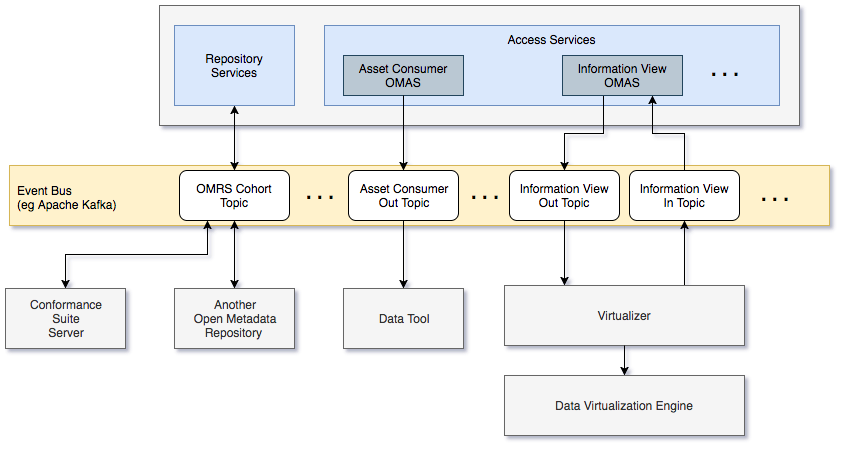 Repository
Services
Access Services
Asset Consumer
OMAS
Information View
OMAS
. . .
Event Bus
(eg Apache Kafka)
OMRS Cohort
Topic
. . .
Asset Consumer
Out Topic
. . .
Information View
Out Topic
Information View
In Topic
. . .
Conformance
Suite
Server
Another
Open Metadata
Repository
Data Tool
Virtualizer
Data Virtualization Engine